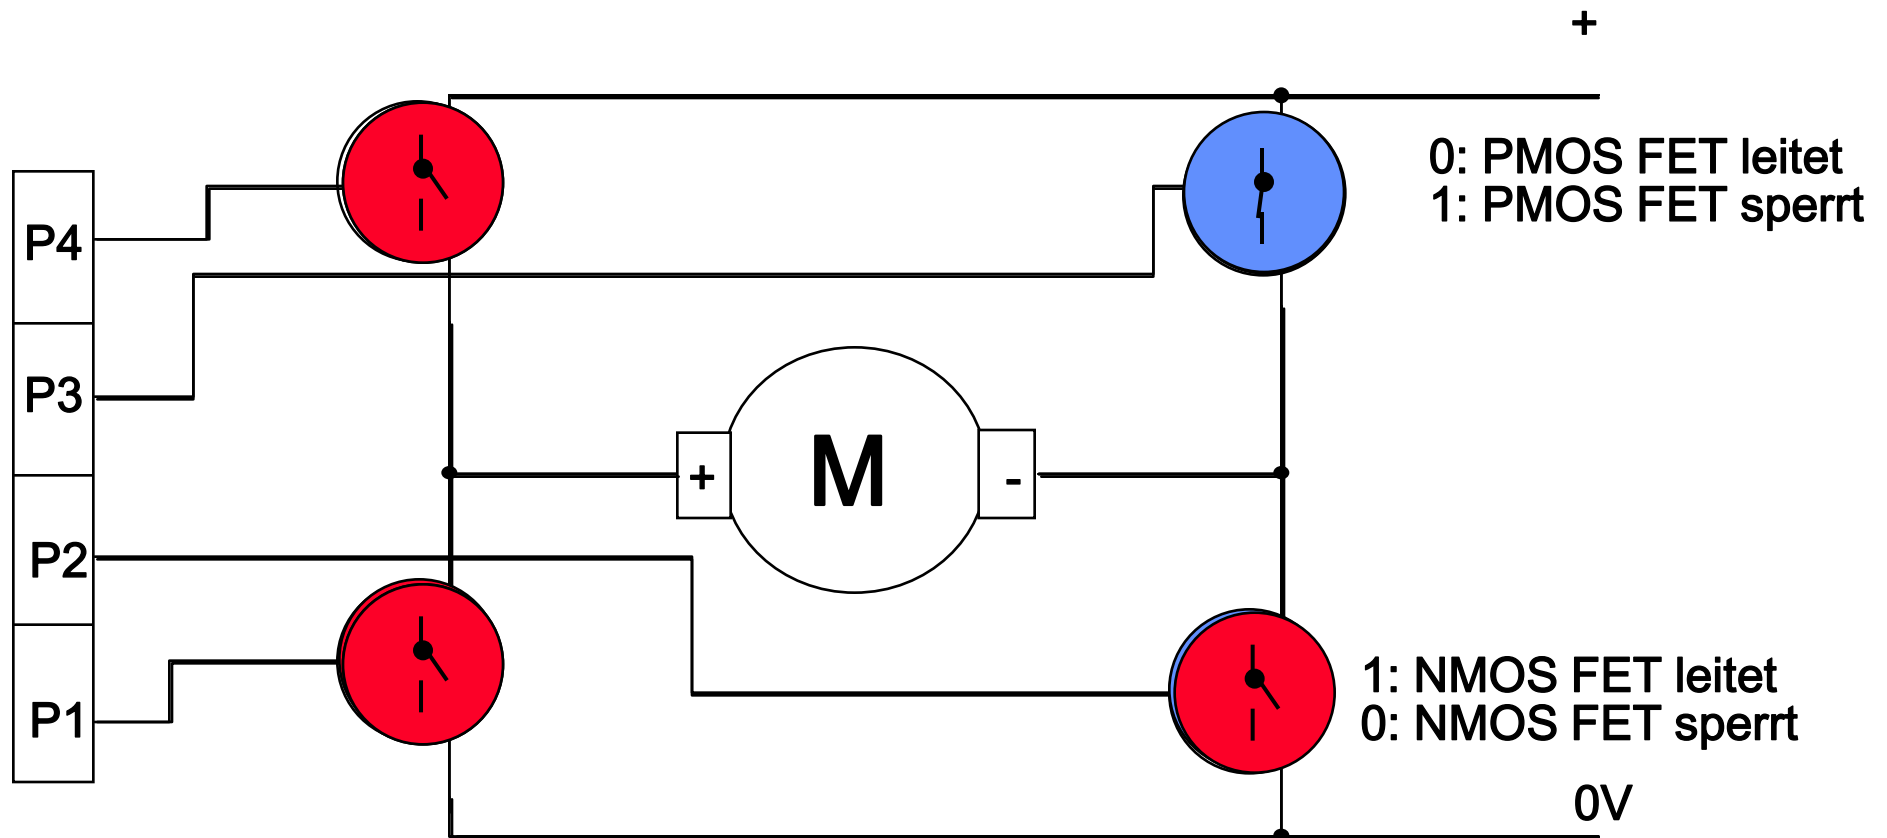 +
0: PMOS FET leitet
1: PMOS FET sperrt
P4
P3
+ M -
P2
P1
1: NMOS FET leitet
0: NMOS FET sperrt
0V